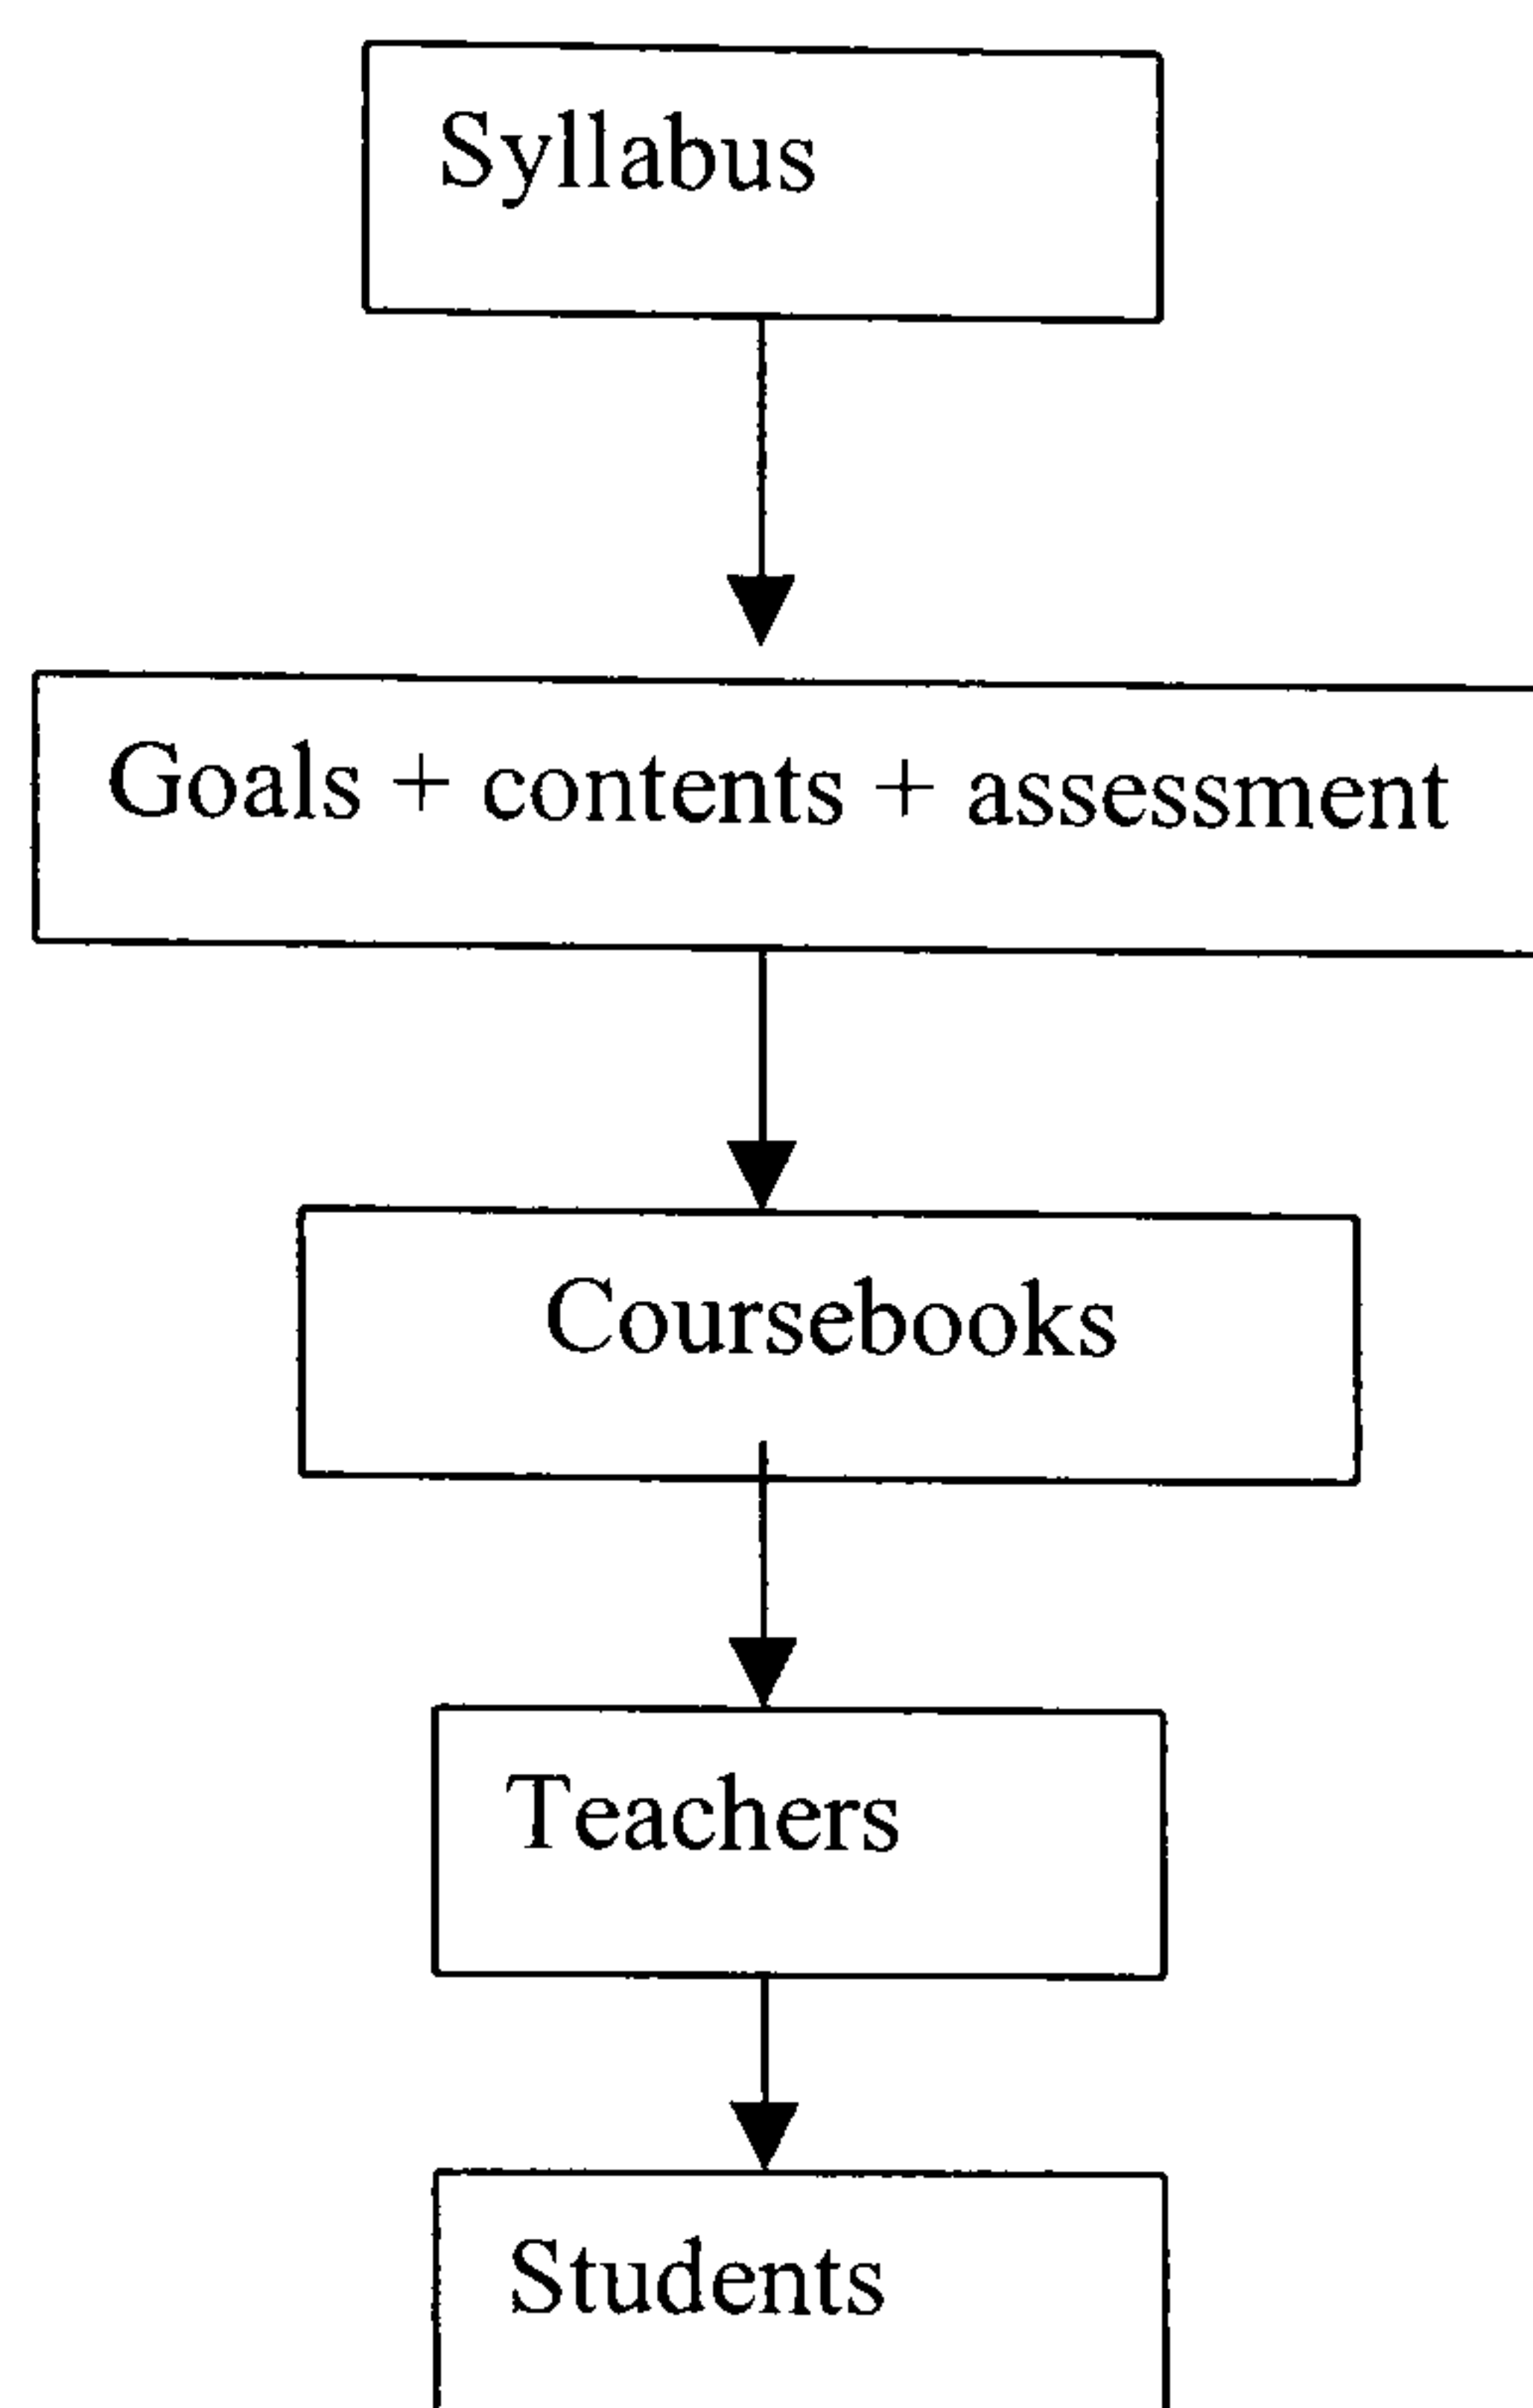 Syllabus
Goals + contents + assessment
Coursebooks
Teachers
Students